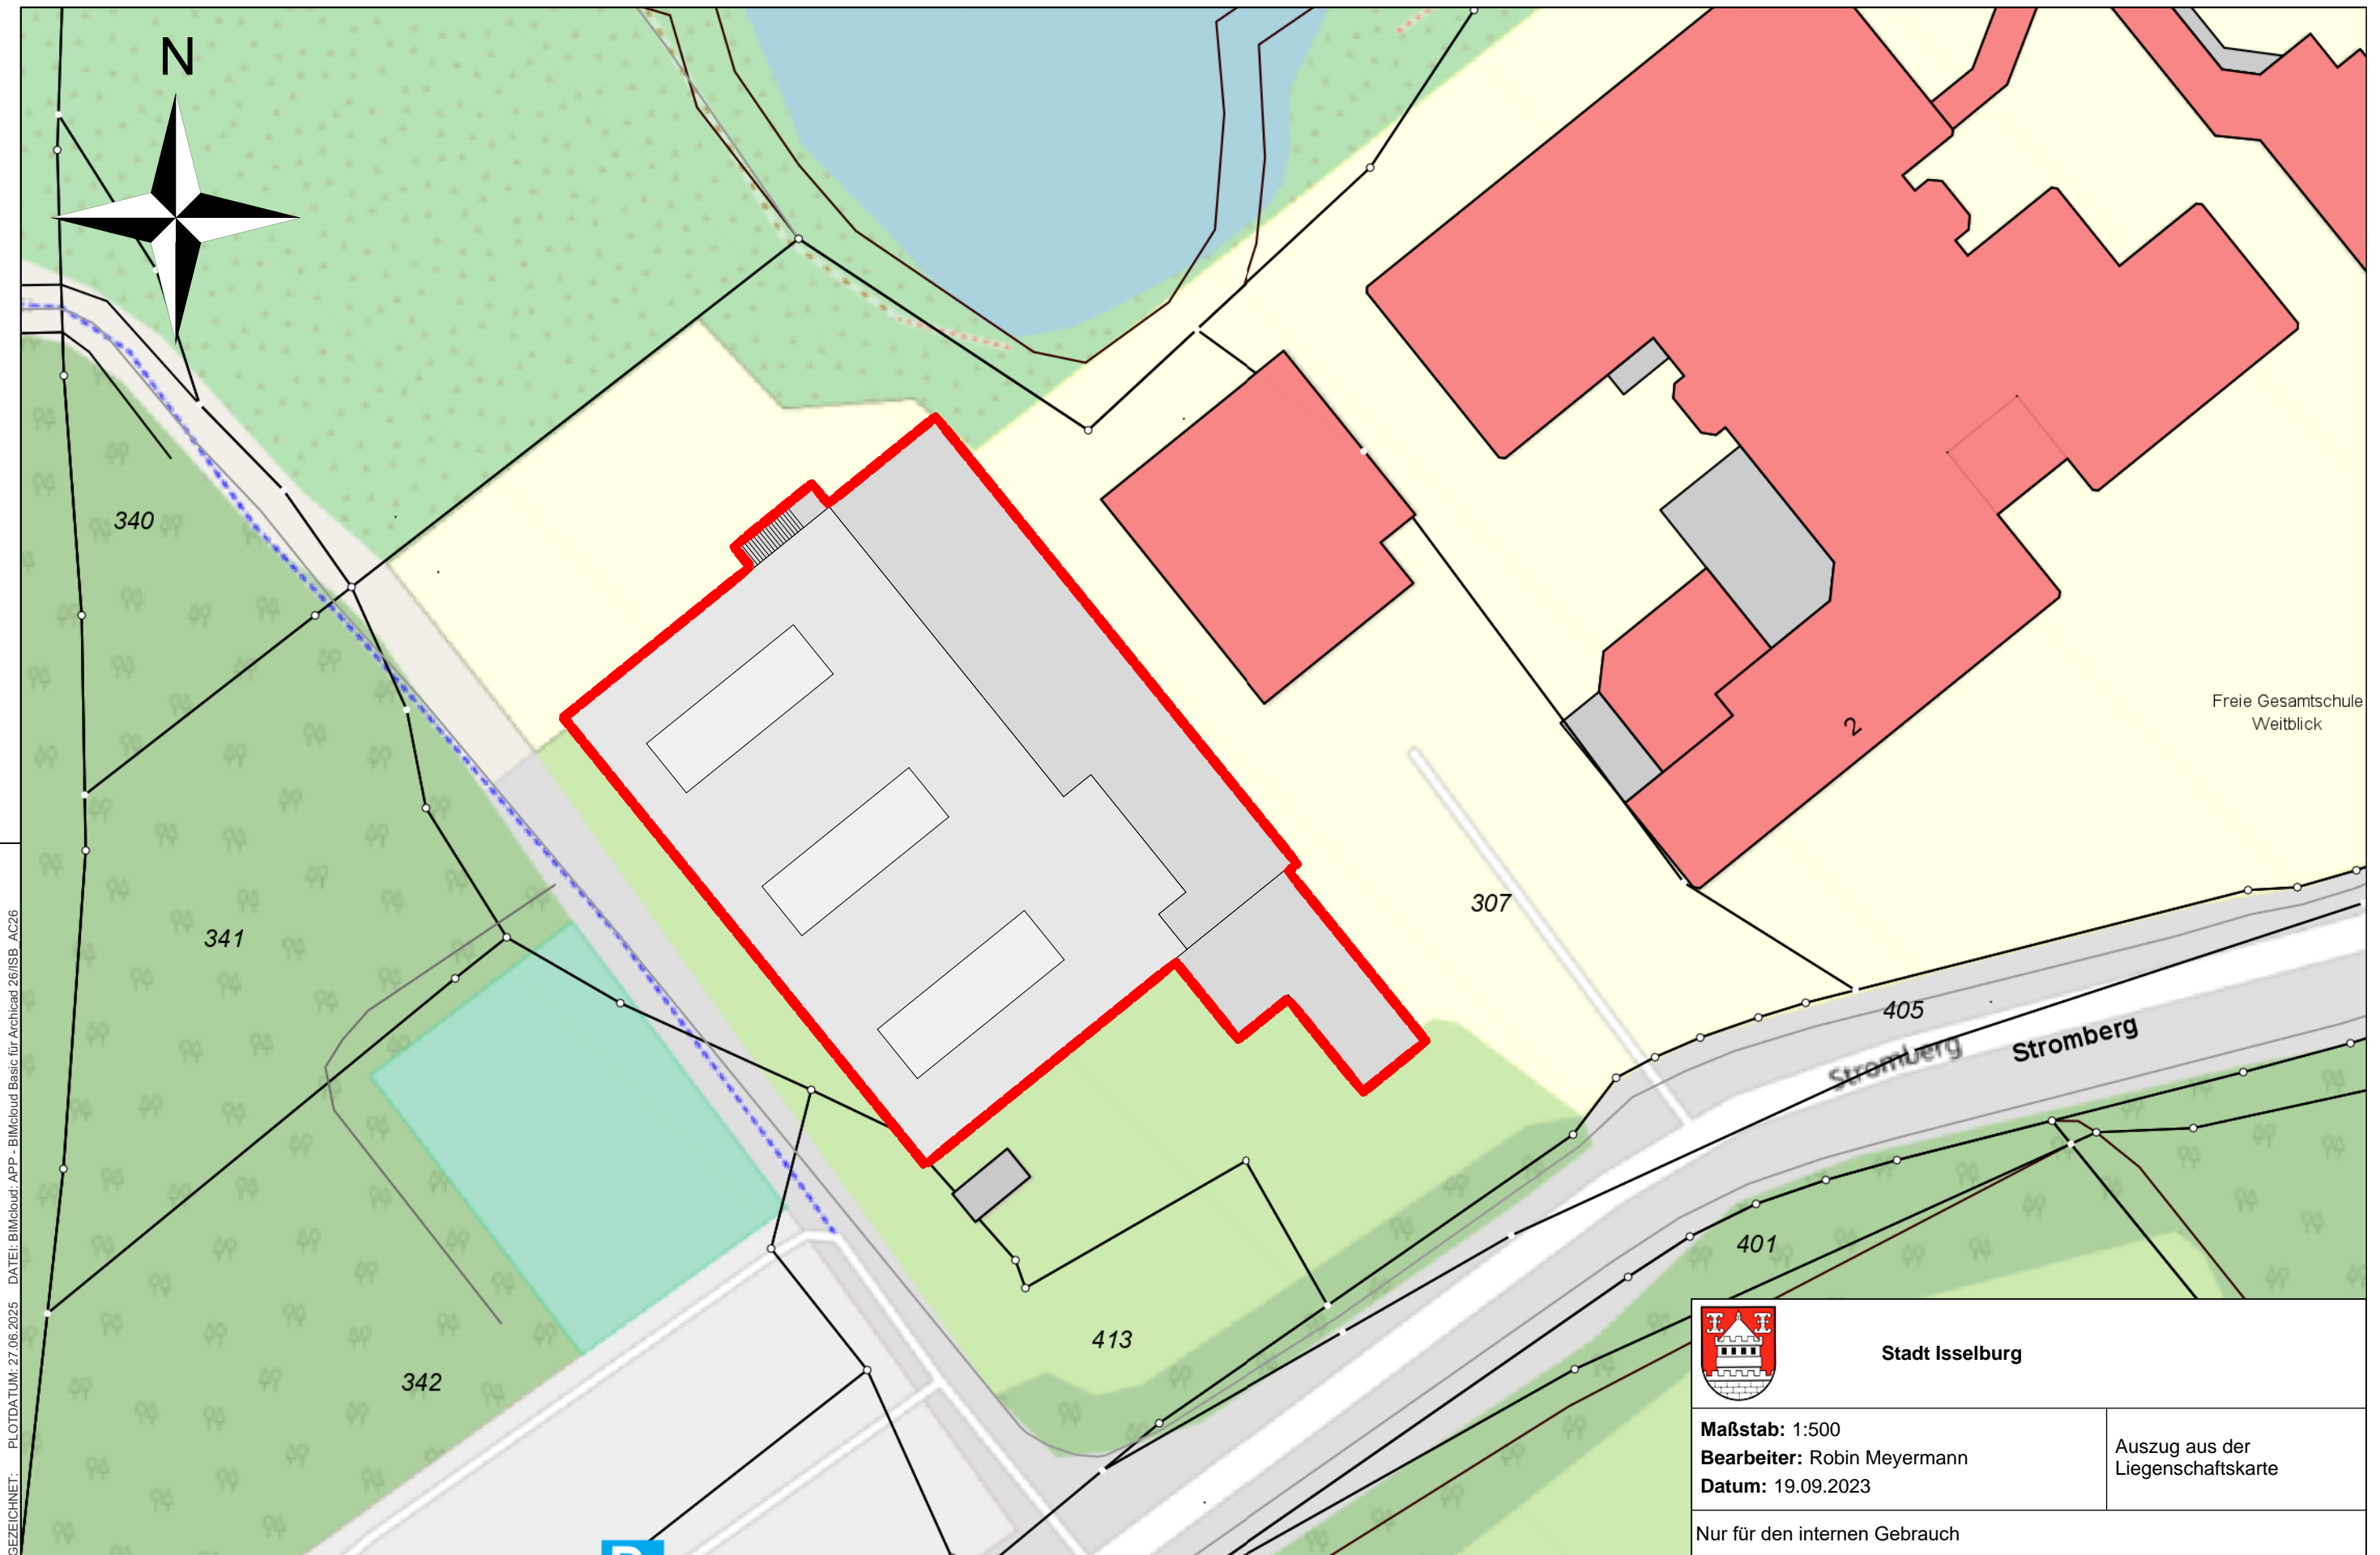 N
340
341
342
307
413
405
401
2
Freie Gesamtschule
Weitblick
Stromberg
Stromberg
P
Stadt Isselburg
Maßstab: 1:500
Bearbeiter: Robin Meyermann
Datum: 19.09.2023
Auszug aus der
Liegenschaftskarte
Nur für den internen Gebrauch
GEZEICHNET: PLOTDATUM: 27.06.2025 DATEI: BIMcloud: APP - BIMcloud Basic für Archicad 26/ISB_AC26